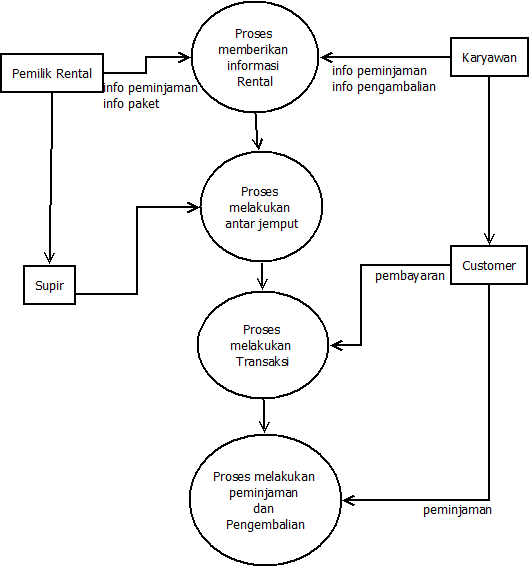 Proses
memberikan
informasi
Rental
Pemilik Rental
info peminjaman
info paket
info peminjaman
info pengambalian
Karyawan
Proses
melakukan
antar jemput
Supir
Customer
pembayaran
Proses
melakukan
Transaksi
Proses melakukan
peminjaman
dan
Pengembalian
peminjaman